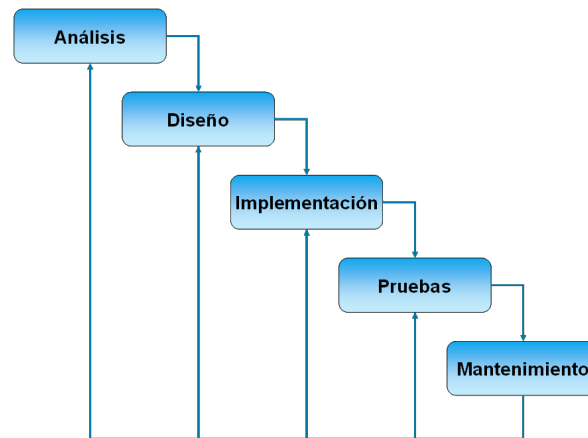 Análisis
Diseño
Implementación
Pruebas
Mantenimiento